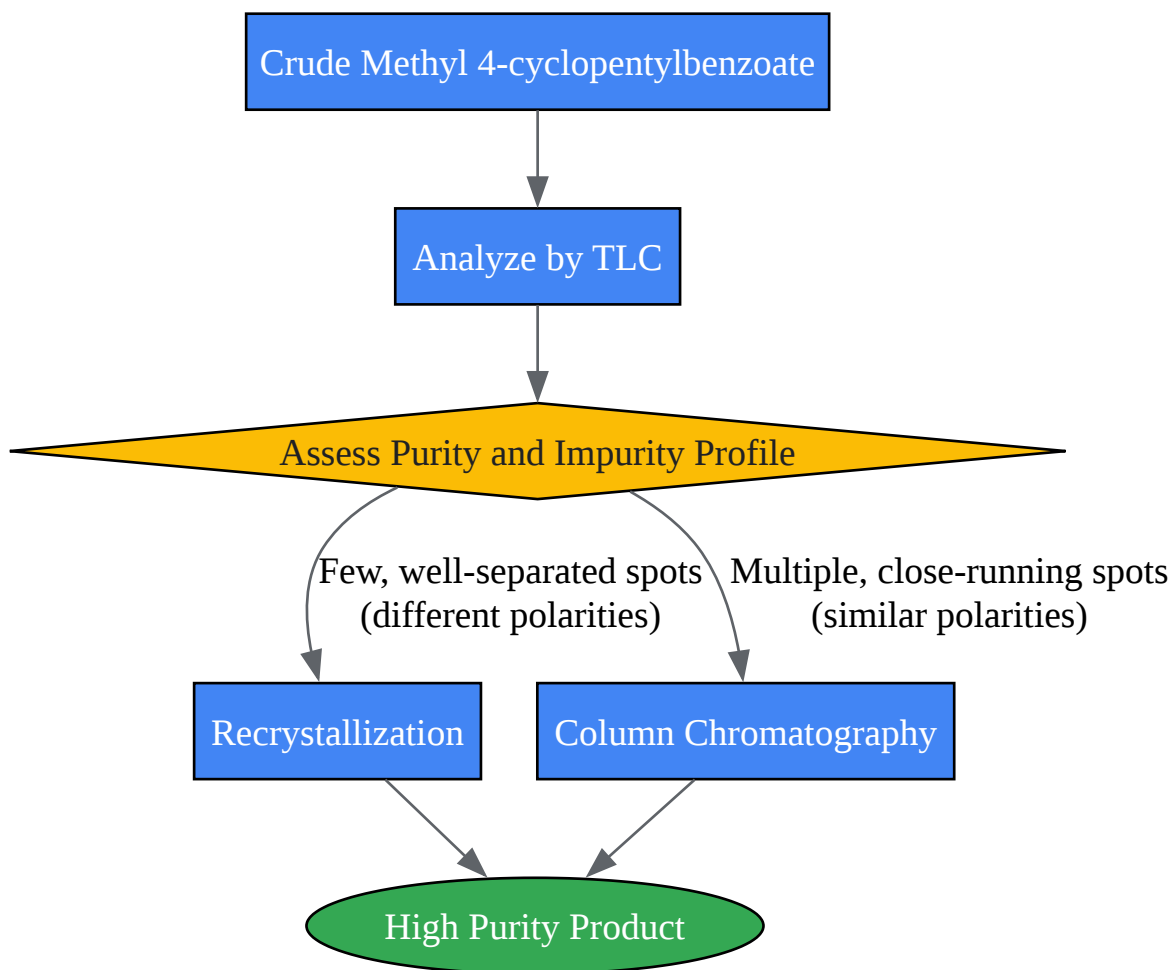 Crude Methyl 4-cyclopentylbenzoate
Analyze by TLC
Assess Purity and Impurity Profile
Few, well-separated spots
(different polarities)
Multiple, close-running spots
(similar polarities)
Recrystallization
Column Chromatography
High Purity Product